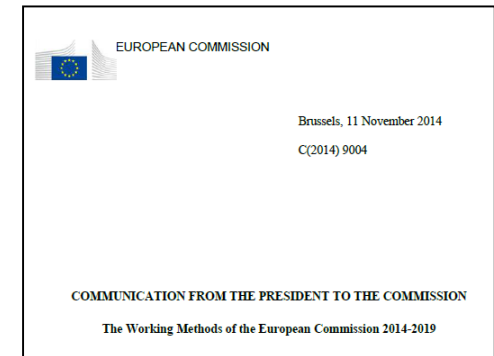 EUROPEAN COMMISSION
Brussels, 11 November 2014
C(2014) 9004
COMMUNICATION FROM THE PRESIDENT TO THE COMMISSION
The Working Methods of the European Commission 2014-2019